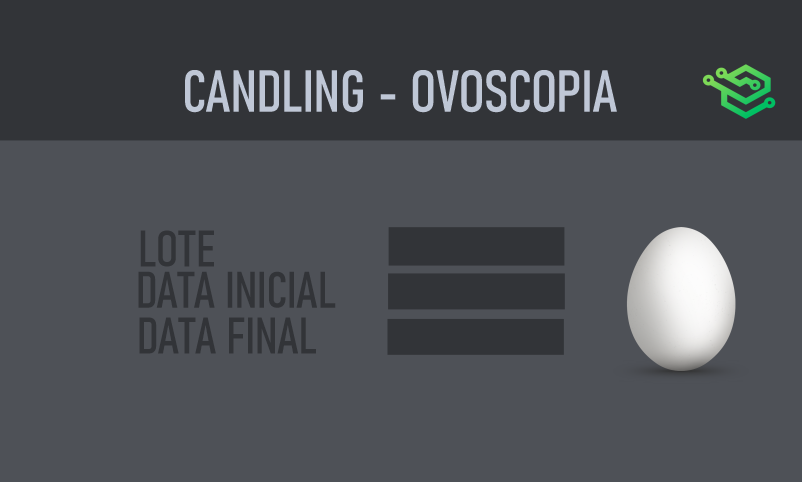 CANDLING - OVOSCOPIA
LOTE
DATA INICIAL
DATA FINAL